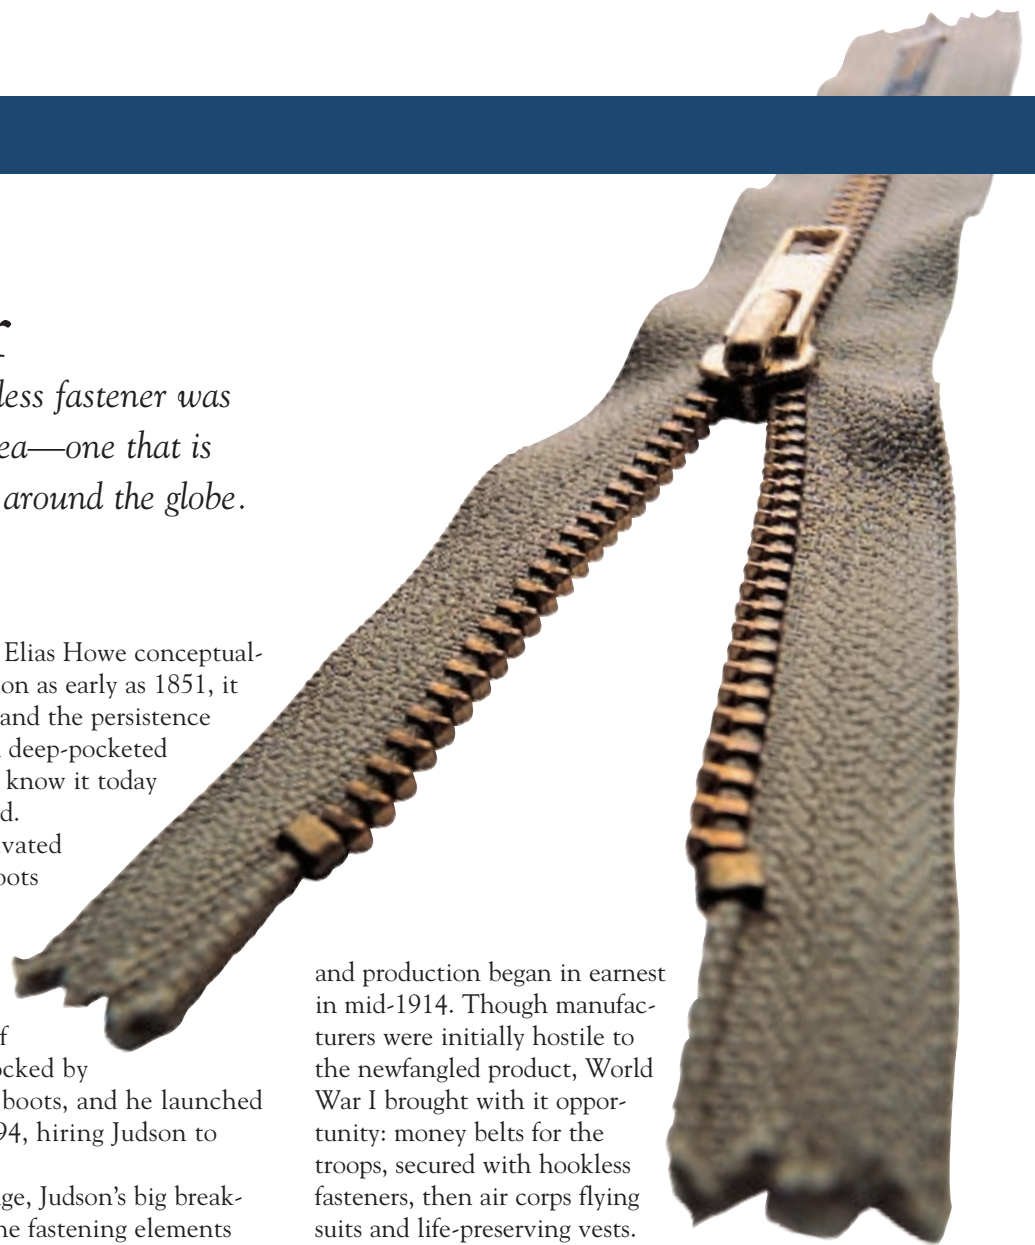 less fastener was
ea—one that is
around the globe.
Elias Howe conceptual-
on as early as 1851, it
and the persistence
deep-pocketed
know it today
d.
vated
oots
f
ocked by
boots, and he launched
94, hiring Judson to
ge, Judson's big break-
he fastening elements
and production began in earnest
in mid-1914. Though manufac-
turers were initially hostile to
the newfangled product, World
War I brought with it oppor-
tunity: money belts for the
troops, secured with hookless
fasteners, then air corps flying
suits and life-preserving vests.